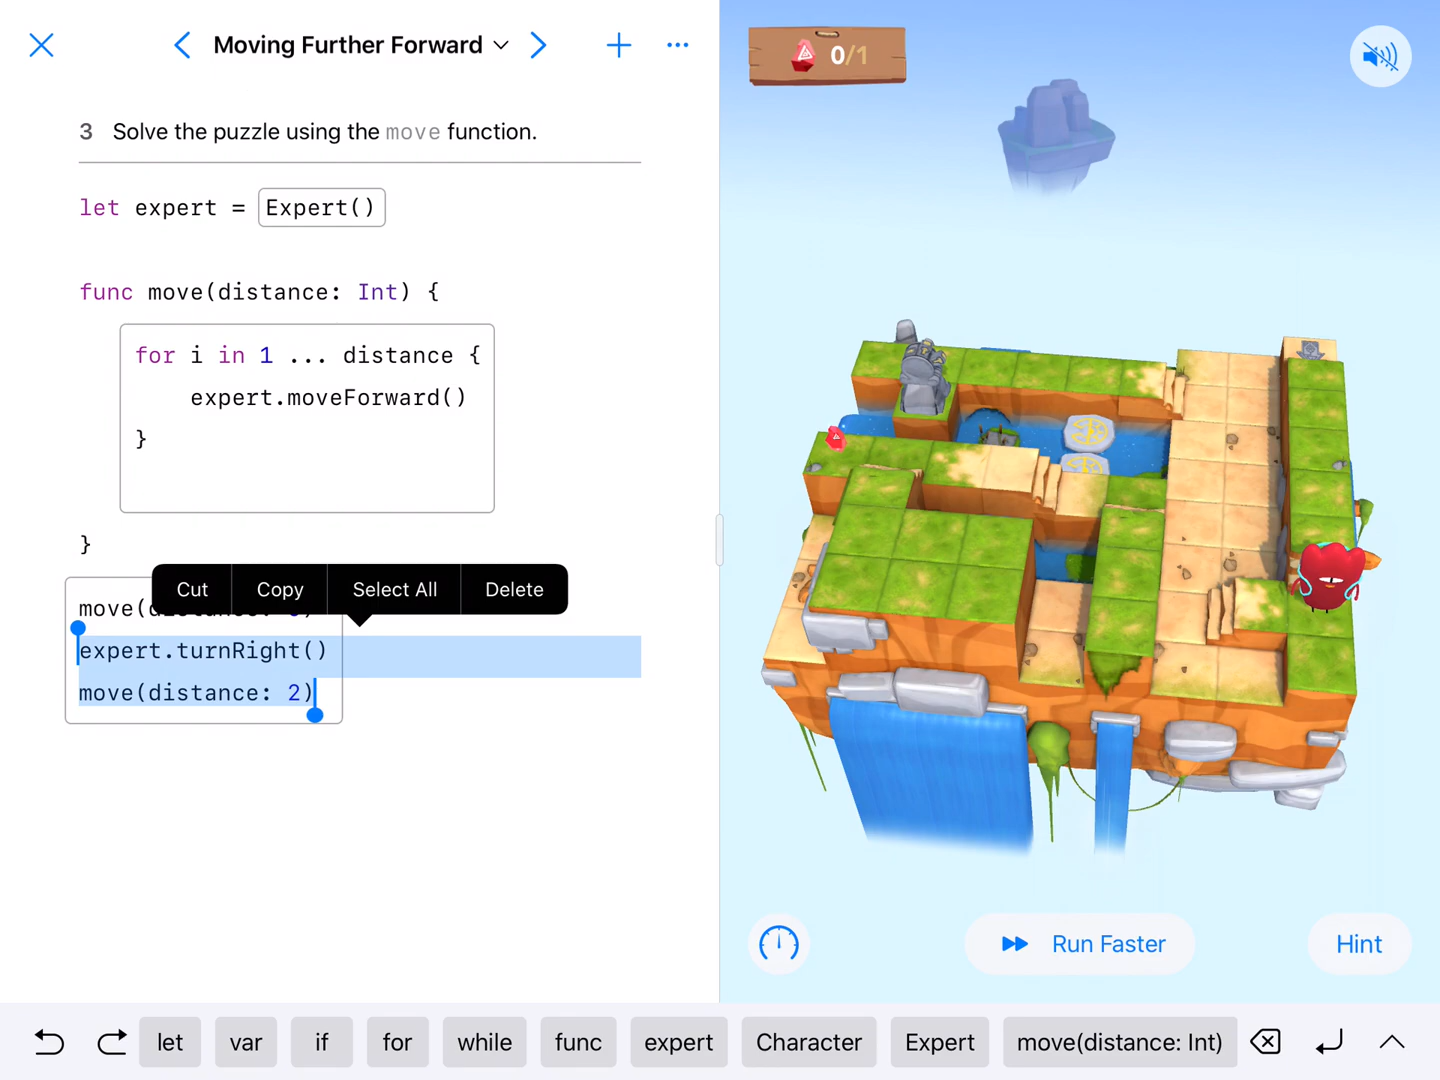 Moving Further Forward
3 Solve the puzzle using the move function.
let expert = Expert()
func move(distance: Int) {
for i in 1 ... distance {
expert.moveForward()
}
}
Cut Copy Select All Delete
move(
expert.turnRight()
move(distance: 2)
0/1
Run Faster
Hint
let var if for while func expert Character Expert move(distance: Int)